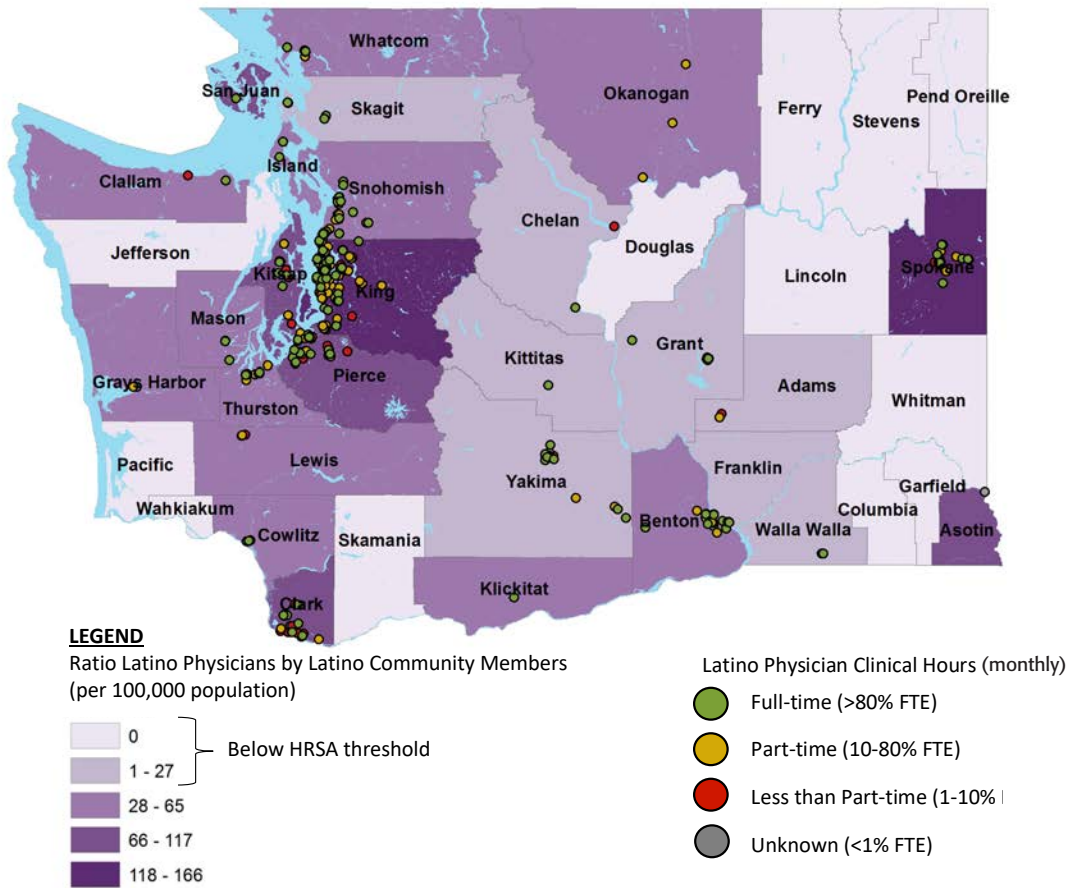 Whatcom
San Juan
Skagit
Okanogan
Ferry
Stevens
Pend Oreille
Island
Clallam
Snohomish
Chelan
Douglas
Jefferson
Kitsap
King
Lincoln
Spokane
Mason
Kittitas
Grant
Grays Harbor
Pierce
Adams
Whitman
Thurston
Pacific
Lewis
Yakima
Franklin
Garfield
Wahkiakum
Cowlitz
Skamania
Benton
Walla Walla
Columbia
Asotin
Klickitat
Clark
LEGEND
Ratio Latino Physicians by Latino Community Members
(per 100,000 population)
0
1 - 27
Below HRSA threshold
28 - 65
66 - 117
118 - 166
Latino Physician Clinical Hours (monthly)
Full-time (>80% FTE)
Part-time (10-80% FTE)
Less than Part-time (1-10%
Unknown (<1% FTE)